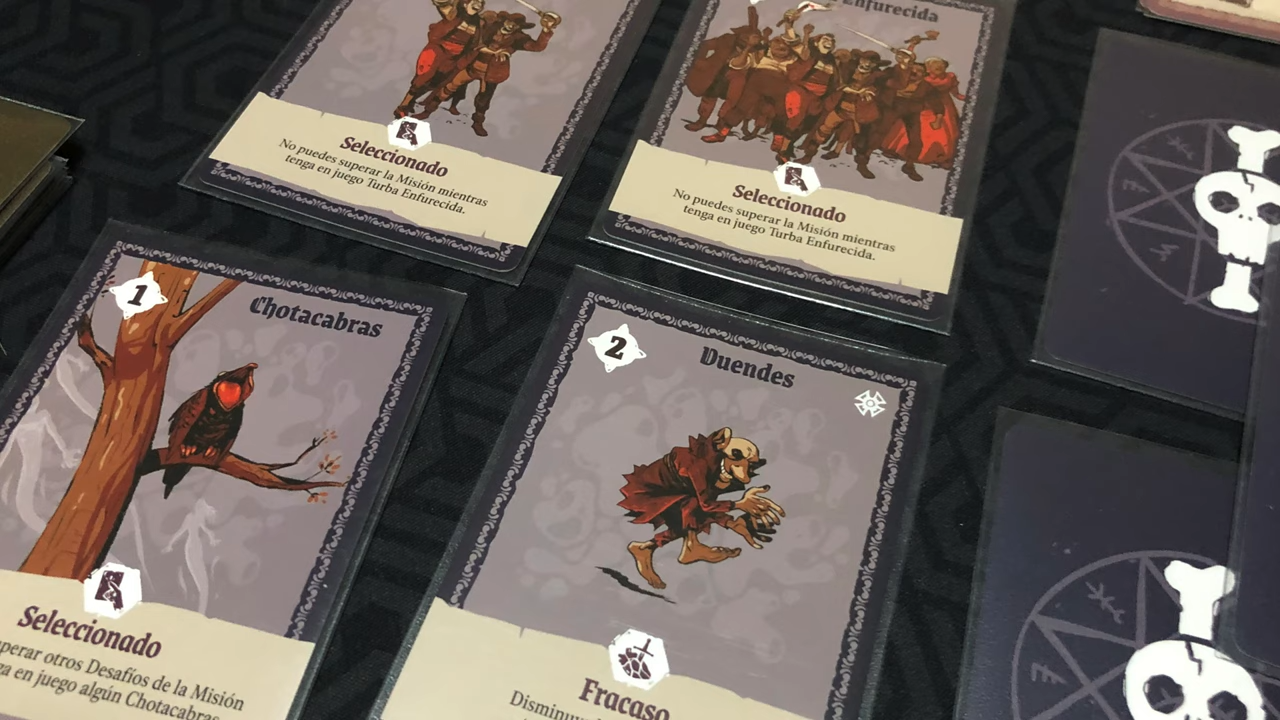 Seleccionado
No puedes superar la Misión mientras
tenga en juego Turba Enfurecida.
Enfurecida
Seleccionado
No puedes superar la Misión mientras
tenga en juego Turba Enfurecida.
1
Chotacabras
Seleccionado
otros Desafíos de la Misión
en juego algún Chotacabras
2
Duendes
Fracaso